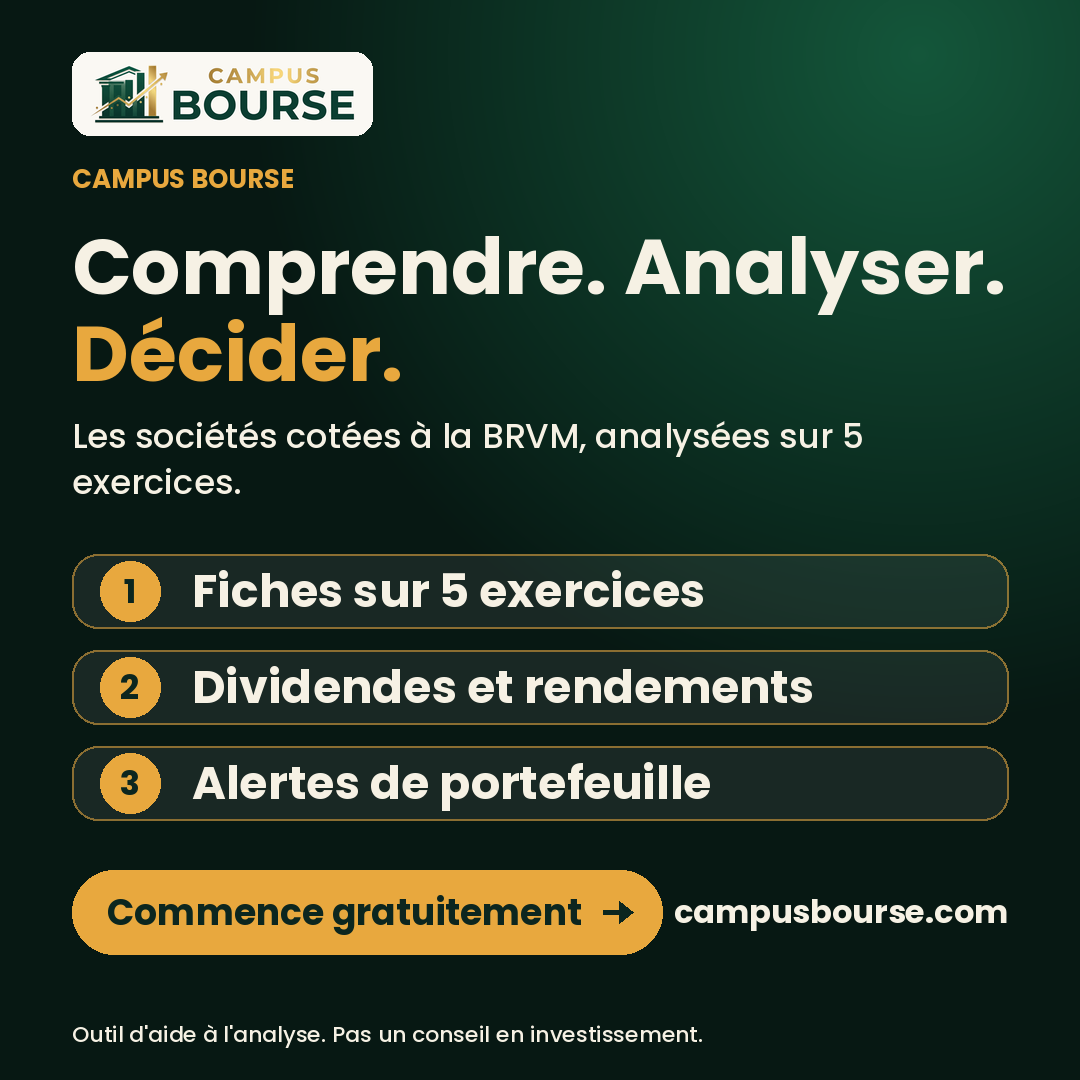 CAMPUS
BOURSE
CAMPUS BOURSE
Comprendre. Analyser.
Décider.
Les sociétés cotées à la BRVM, analysées sur 5
exercices.
1 Fiches sur 5 exercices
2 Dividendes et rendements
3 Alertes de portefeuille
Commence gratuitement → campusbourse.com
Outil d'aide à l'analyse. Pas un conseil en investissement.